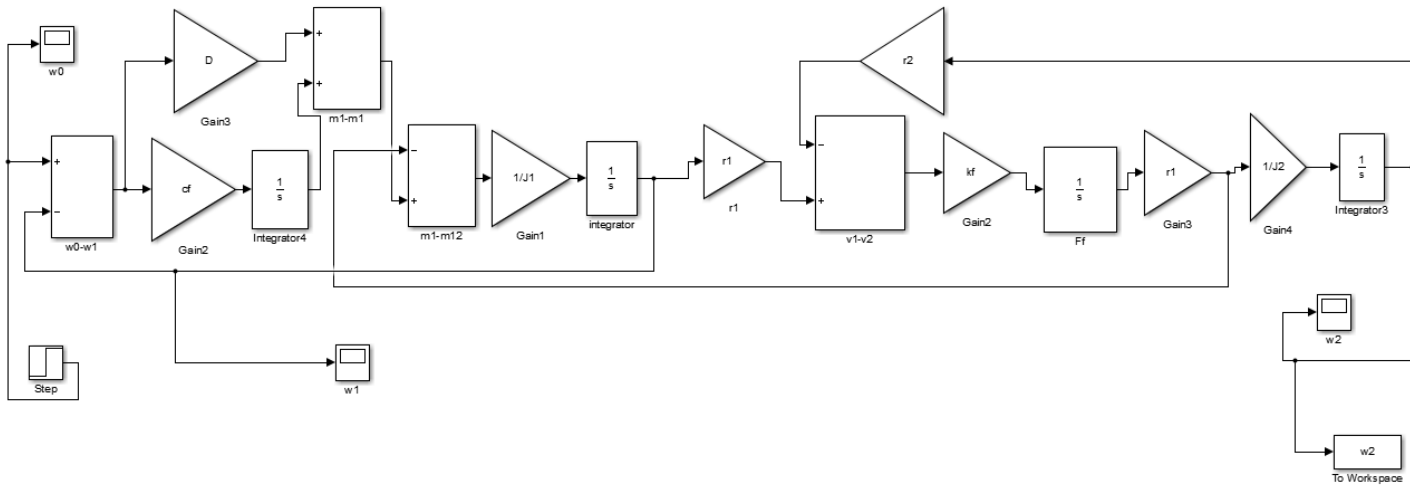 w0
D
Gain3
+
+
m1-m1
r2
+
-
w0-w1
cf
Gain2
1
s
Integrator4
-
+
m1-m12
1/J1
Gain1
1
s
integrator
r1
r1
-
+
v1-v2
kf
Gain2
1
s
Ff
r1
Gain3
1/J2
Gain4
1
s
Integrator3
Step
w1
w2
w2
To Workspace